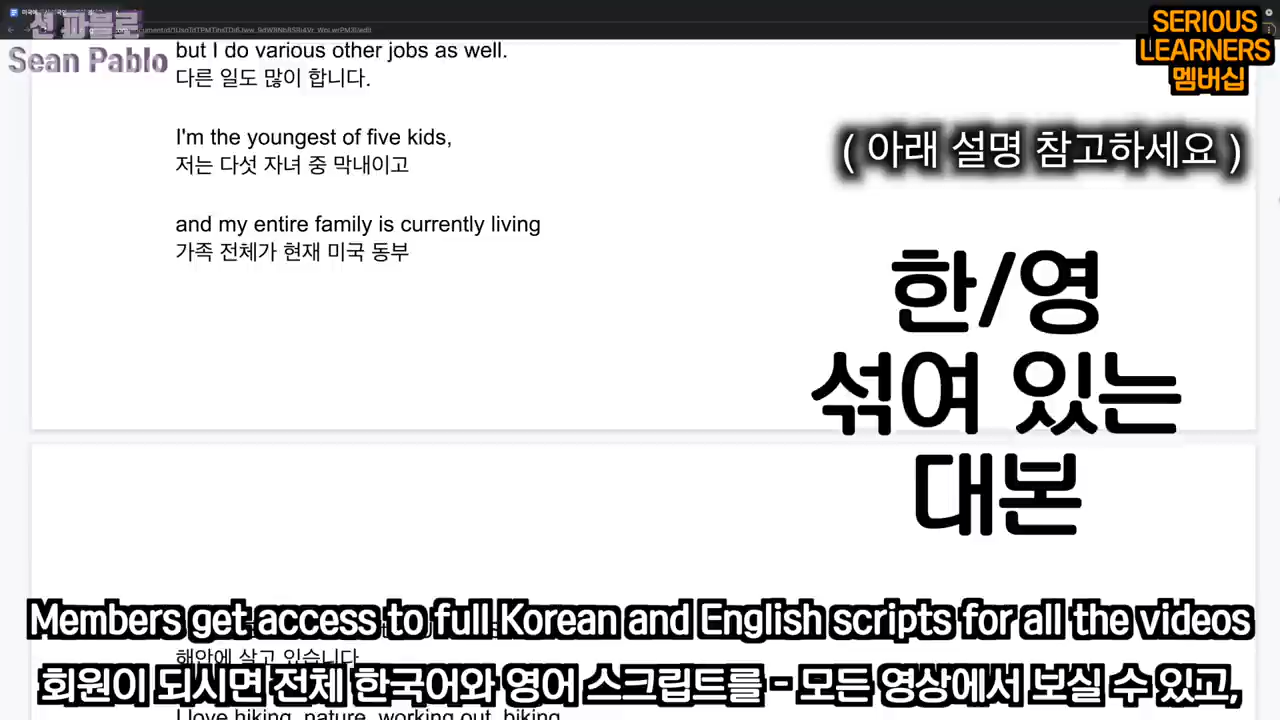 션 파블로
Sean Pablo
SERIOUS
LEARNERS
멤버십
but I do various other jobs as well.
다른 일도 많이 합니다.
I'm the youngest of five kids,
저는 다섯 자녀 중 막내이고
and my entire family is currently living
가족 전체가 현재 미국 동부
( 아래 설명 참고하세요 )
한/영
섞여 있는
대본
Members get access to full Korean and English scripts for all the videos
해안에 살고 있습니다
회원이 되시면 전체 한국어와 영어 스크립트를 - 모든 영상에서 보실 수 있고,
I love hiking, nature, working out, biking